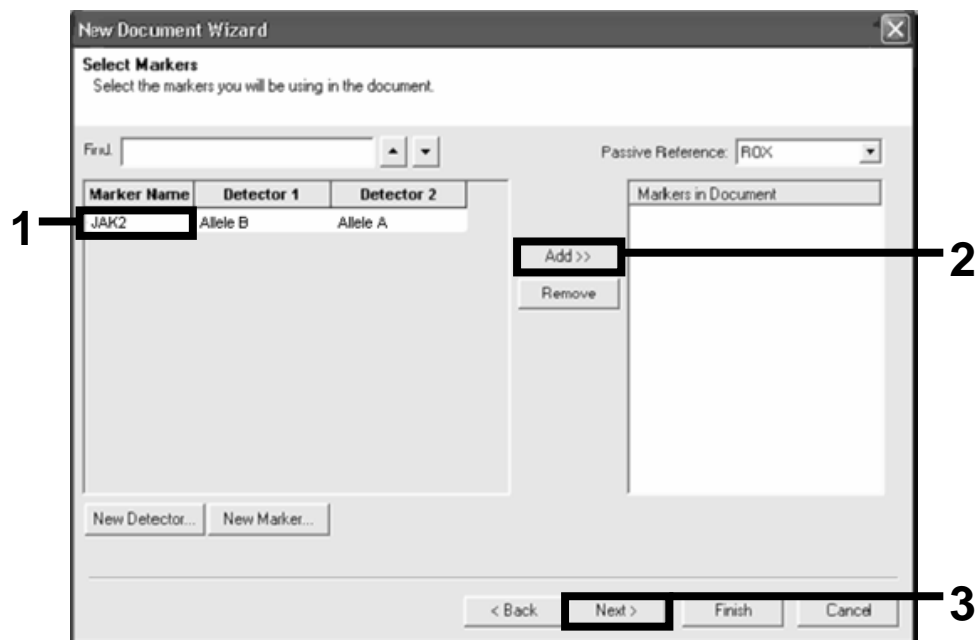 New Document Wizard
Select Markers
Select the markers you will be using in the document.
Find. Passive Reference: ROX
Marker Name Detector 1 Detector 2 Markers in Document
1 JAK2 Allele B Allele A
Add >> 2
Remove
New Detector... New Marker...
< Back Next > Finish Cancel 3